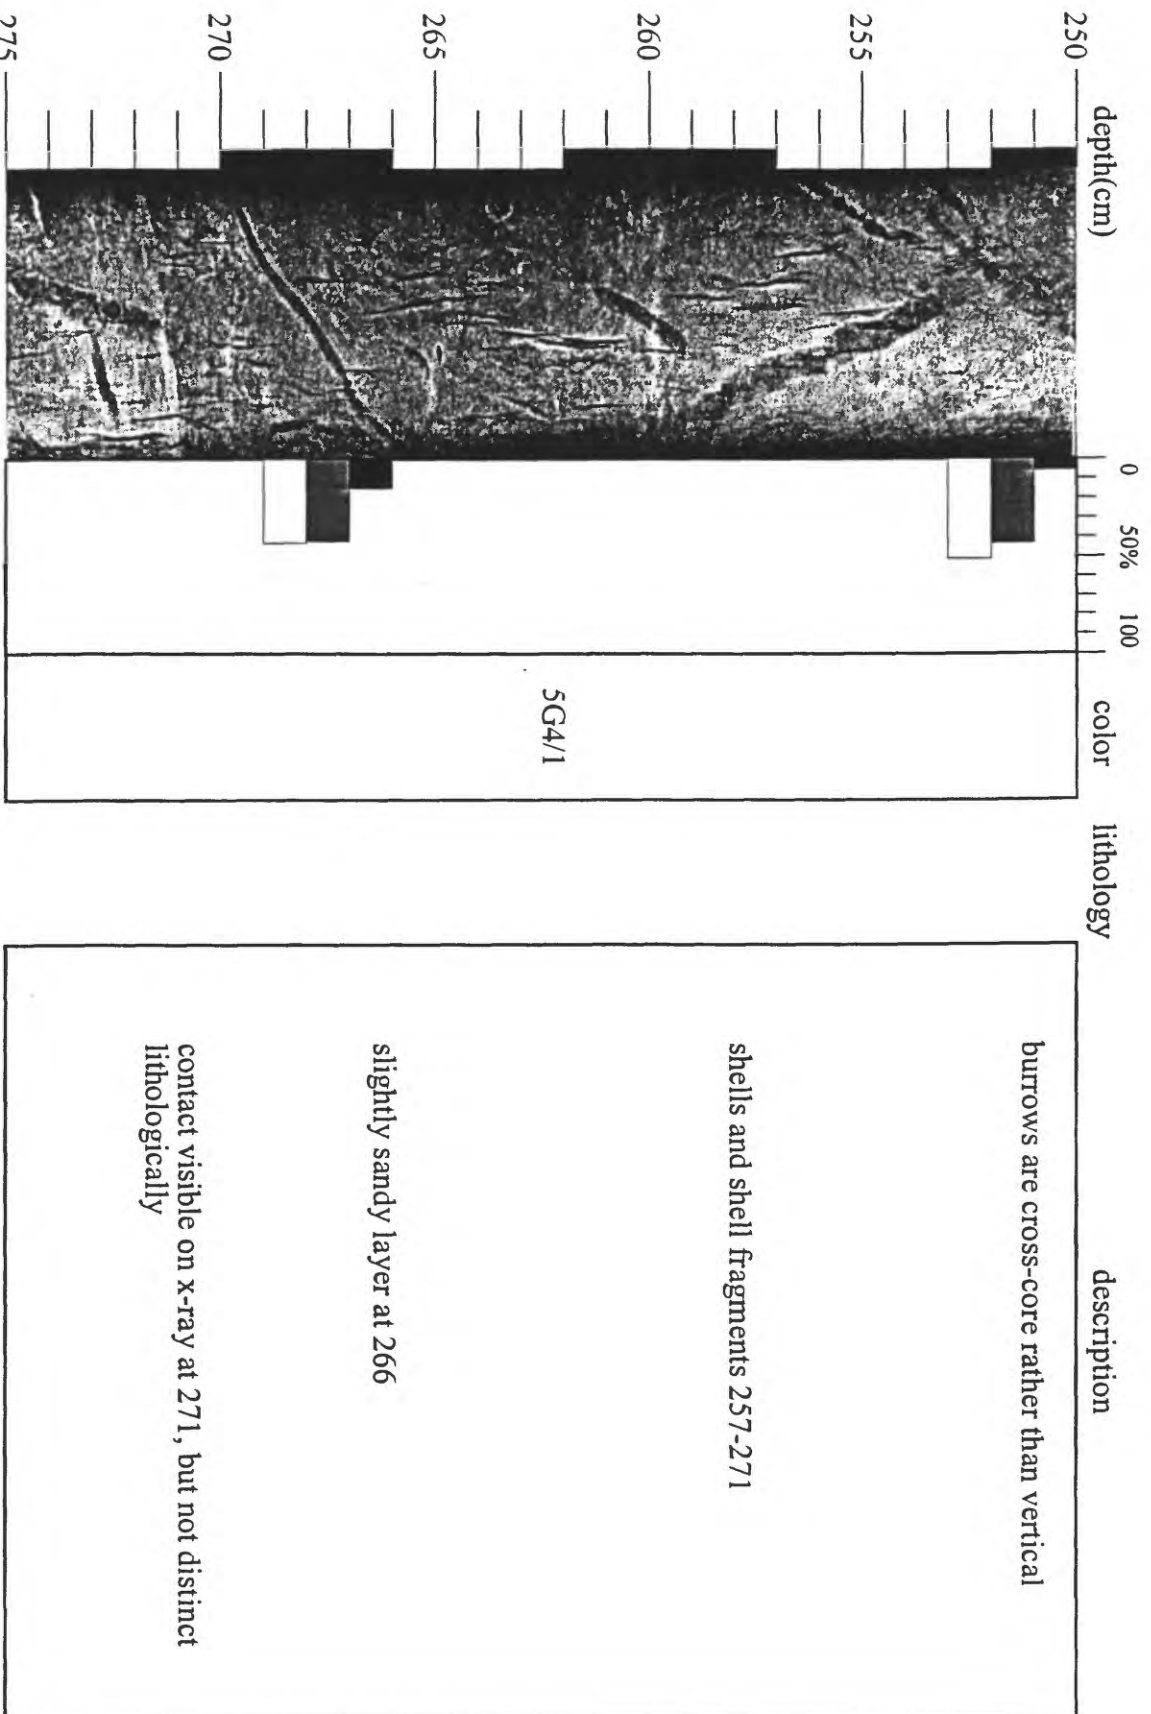 depth(cm)
0 50% 100
color
lithology
description
250
255
260
265
270
275
5G4/1
burrows are cross-core rather than vertical
shells and shell fragments 257-271
slightly sandy layer at 266
contact visible on x-ray at 271, but not distinct
lithologically